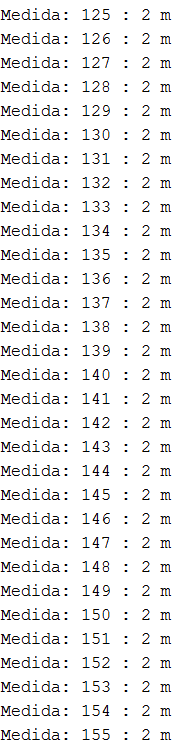 Medida: 125 : 2 m
Medida: 126 : 2 m
Medida: 127 : 2 m
Medida: 128 : 2 m
Medida: 129 : 2 m
Medida: 130 : 2 m
Medida: 131 : 2 m
Medida: 132 : 2 m
Medida: 133 : 2 m
Medida: 134 : 2 m
Medida: 135 : 2 m
Medida: 136 : 2 m
Medida: 137 : 2 m
Medida: 138 : 2 m
Medida: 139 : 2 m
Medida: 140 : 2 m
Medida: 141 : 2 m
Medida: 142 : 2 m
Medida: 143 : 2 m
Medida: 144 : 2 m
Medida: 145 : 2 m
Medida: 146 : 2 m
Medida: 147 : 2 m
Medida: 148 : 2 m
Medida: 149 : 2 m
Medida: 150 : 2 m
Medida: 151 : 2 m
Medida: 152 : 2 m
Medida: 153 : 2 m
Medida: 154 : 2 m
Medida: 155 : 2 m